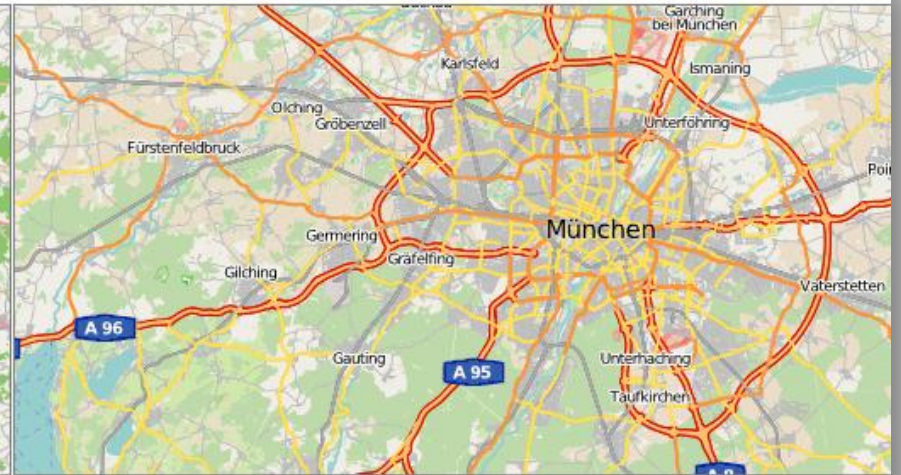 Garching
bei München
Karlsfeld
Ismaning
Olching
Gröbenzell
Unterföhring
Fürstenfeldbruck
München
Germering
Gräfelfing
Gilching
Vaterstetten
A 96
Gauting
Unterhaching
A 95
Taufkirchen